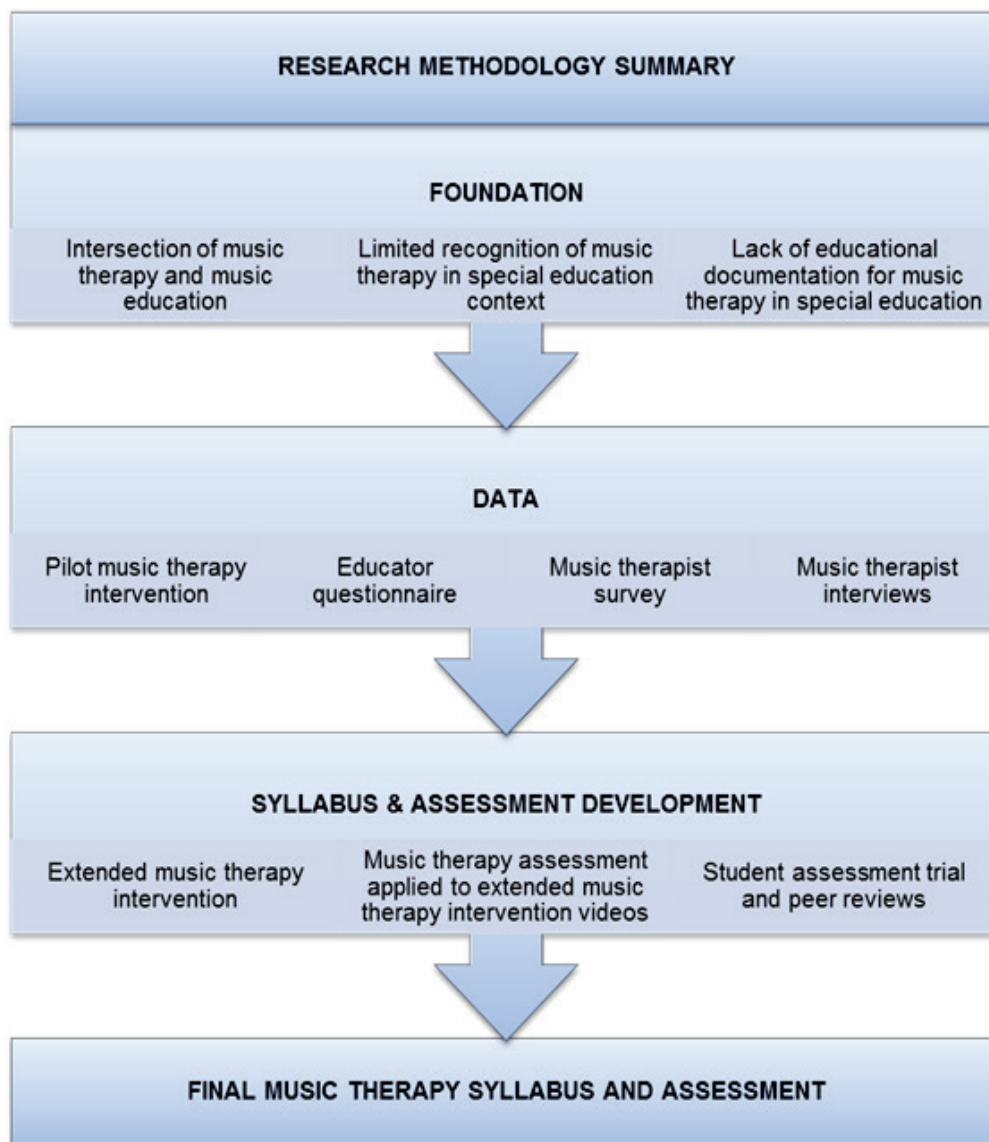 RESEARCH METHODOLOGY SUMMARY
FOUNDATION
Intersection of music
therapy and music
education
Limited recognition of music
therapy in special education
context
Lack of educational
documentation for music
therapy in special education
DATA
Pilot music therapy
intervention
Educator
questionnaire
Music therapist
survey
Music therapist
interviews
SYLLABUS & ASSESSMENT DEVELOPMENT
Extended music therapy
intervention
Music therapy assessment
applied to extended music
therapy intervention videos
Student assessment trial
and peer reviews
FINAL MUSIC THERAPY SYLLABUS AND ASSESSMENT